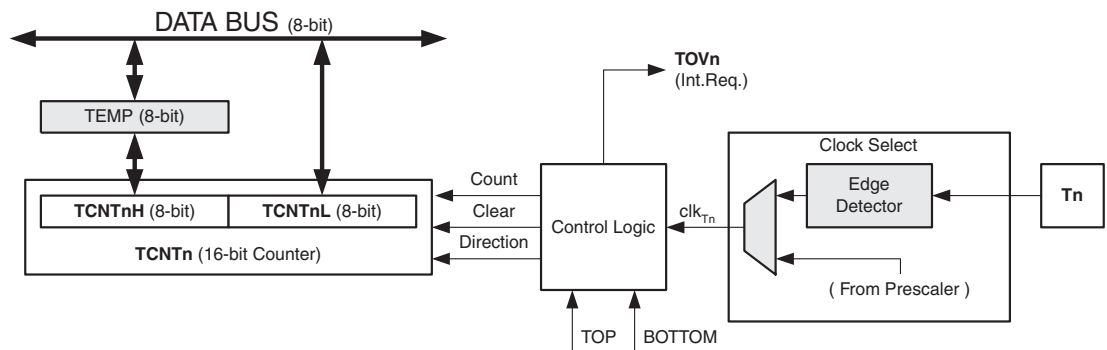 DATA BUS (8-bit)
TOVn
(Int.Req.)
TEMP (8-bit)
Clock Select
Count
Edge
Detector
Tn
TCNTnH (8-bit) TCNTnL (8-bit)
Clear
Control Logic
clkTn
TCNTn (16-bit Counter)
Direction
( From Prescaler )
TOP
BOTTOM